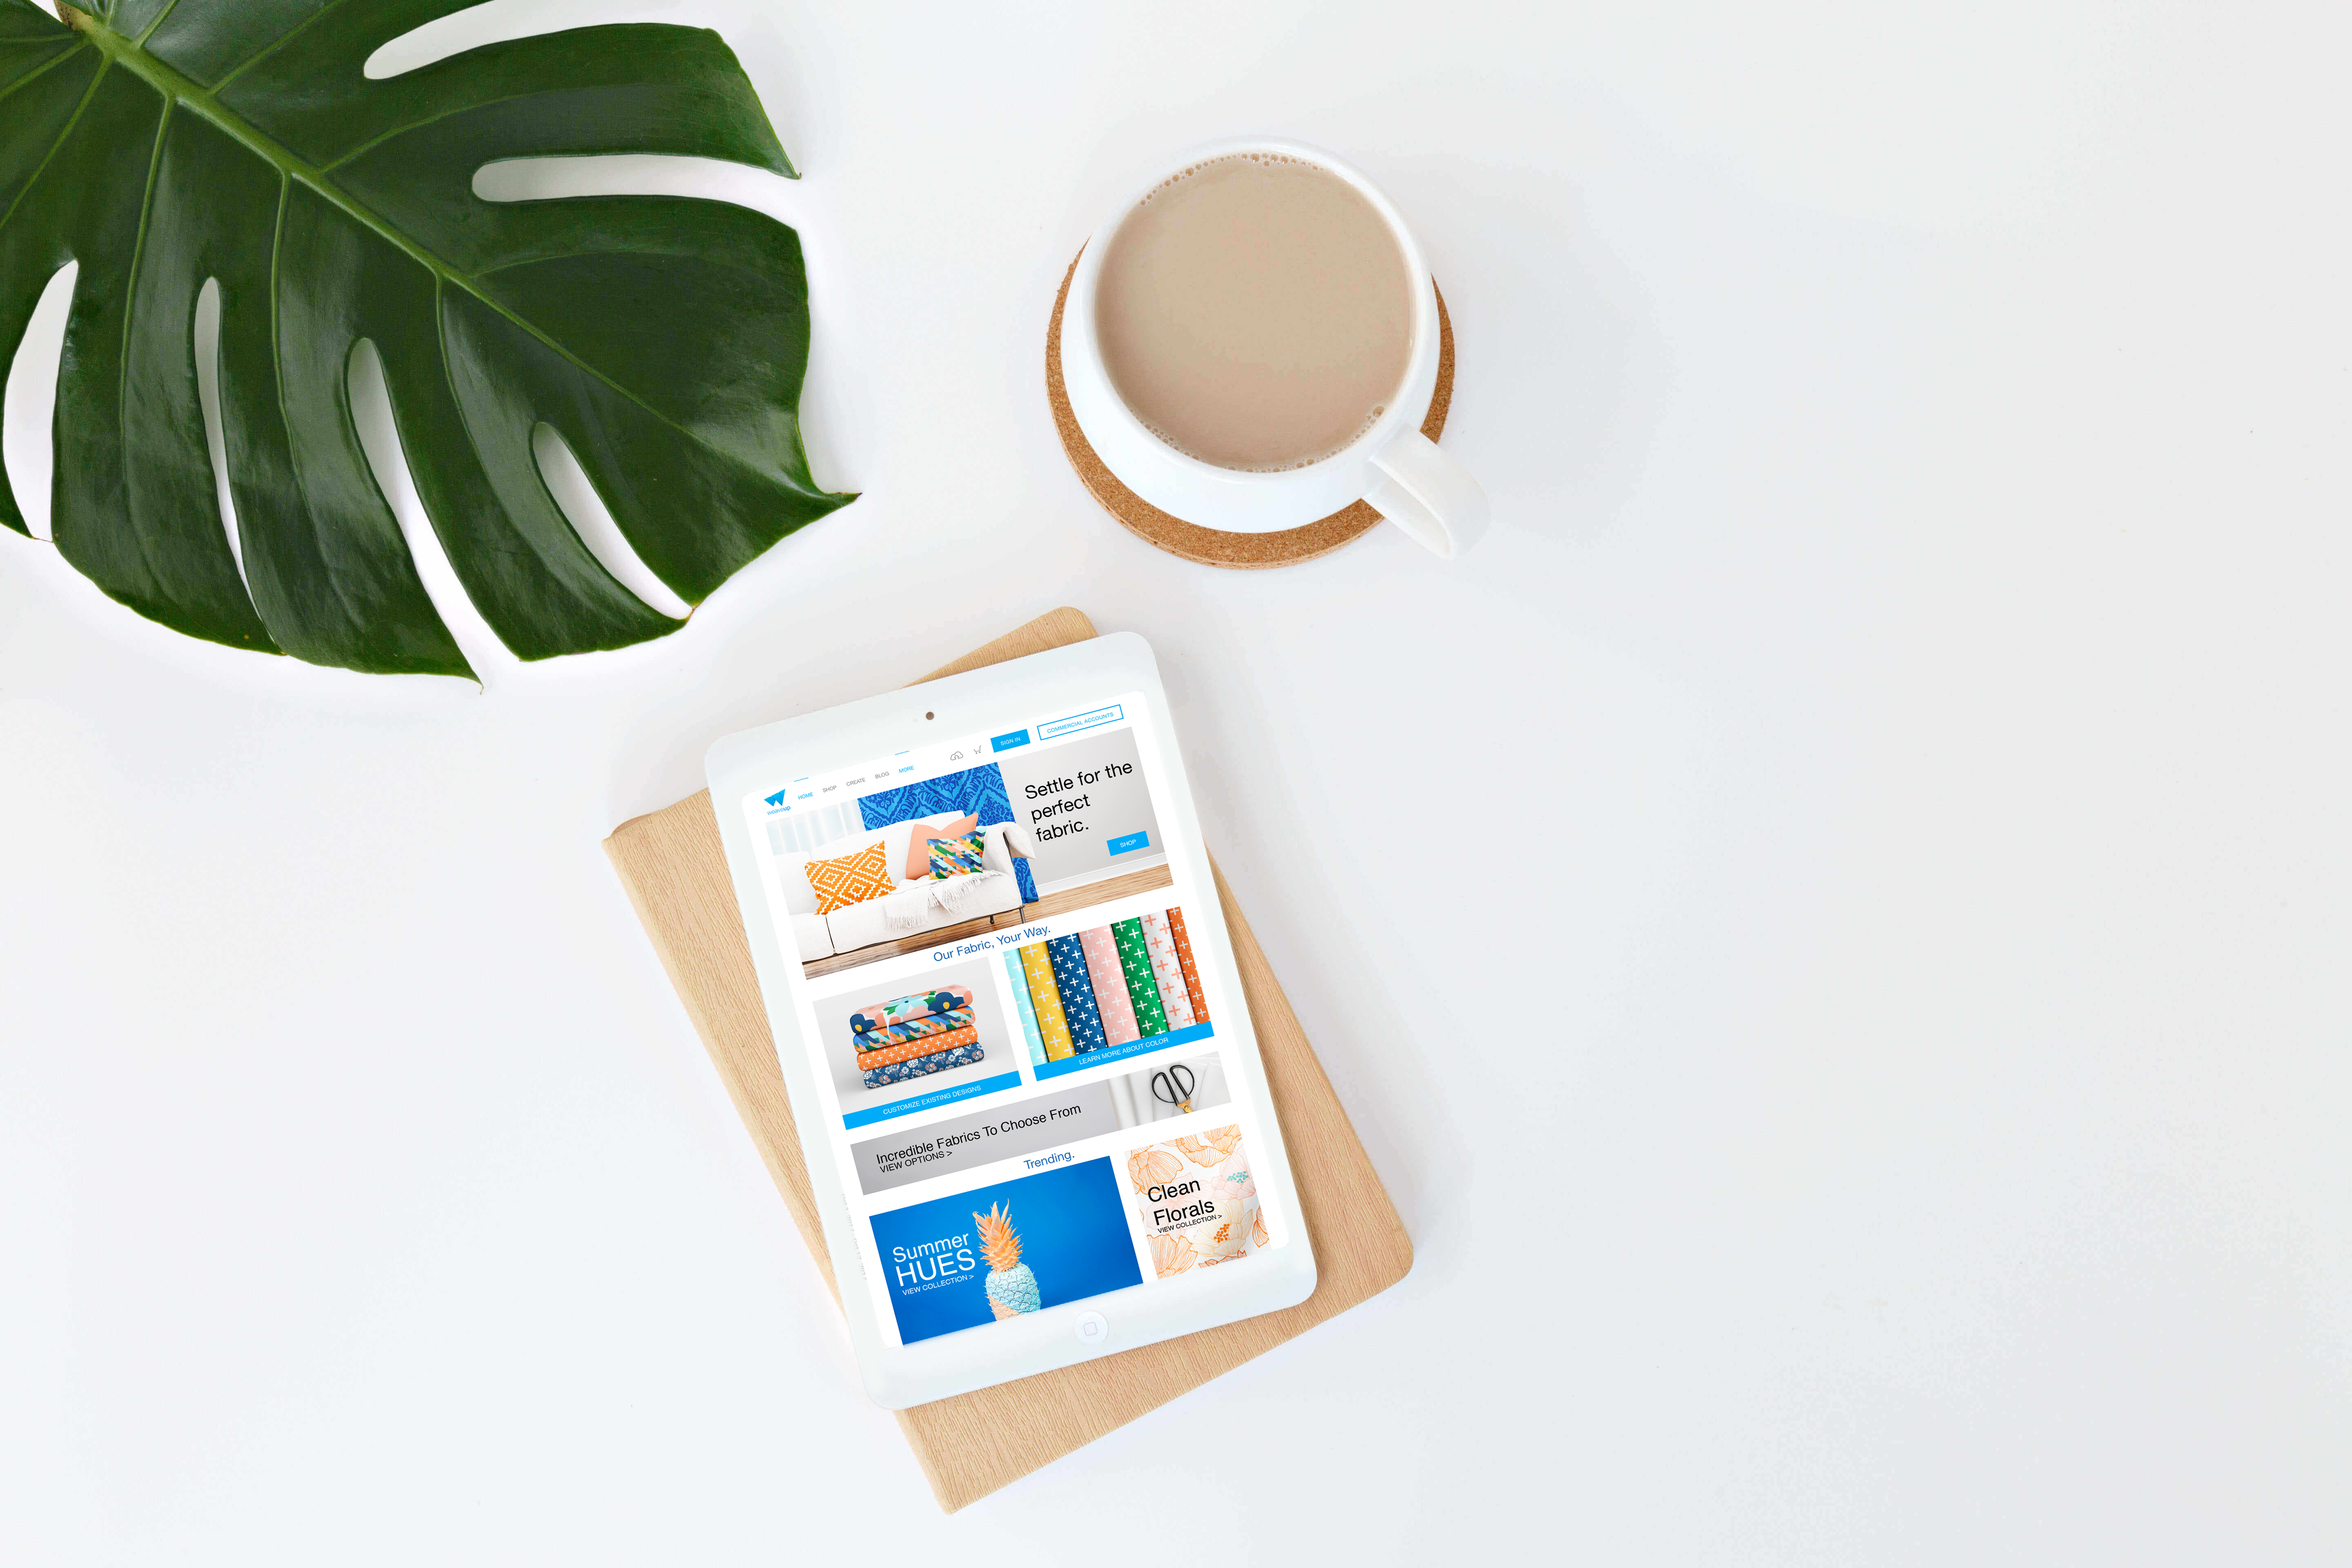 HOME SHOP CREATE BLOG MORE SIGN IN COMMERCIAL ACCOUNTS
Settle for the
perfect
fabric.
SHOP
Our Fabric, Your Way.
CUSTOMIZE EXISTING DESIGNS
LEARN MORE ABOUT COLOR
Incredible Fabrics To Choose From
VIEW OPTIONS >
Trending.
Summer
HUES
VIEW COLLECTION >
Clean
Florals
VIEW COLLECTION >